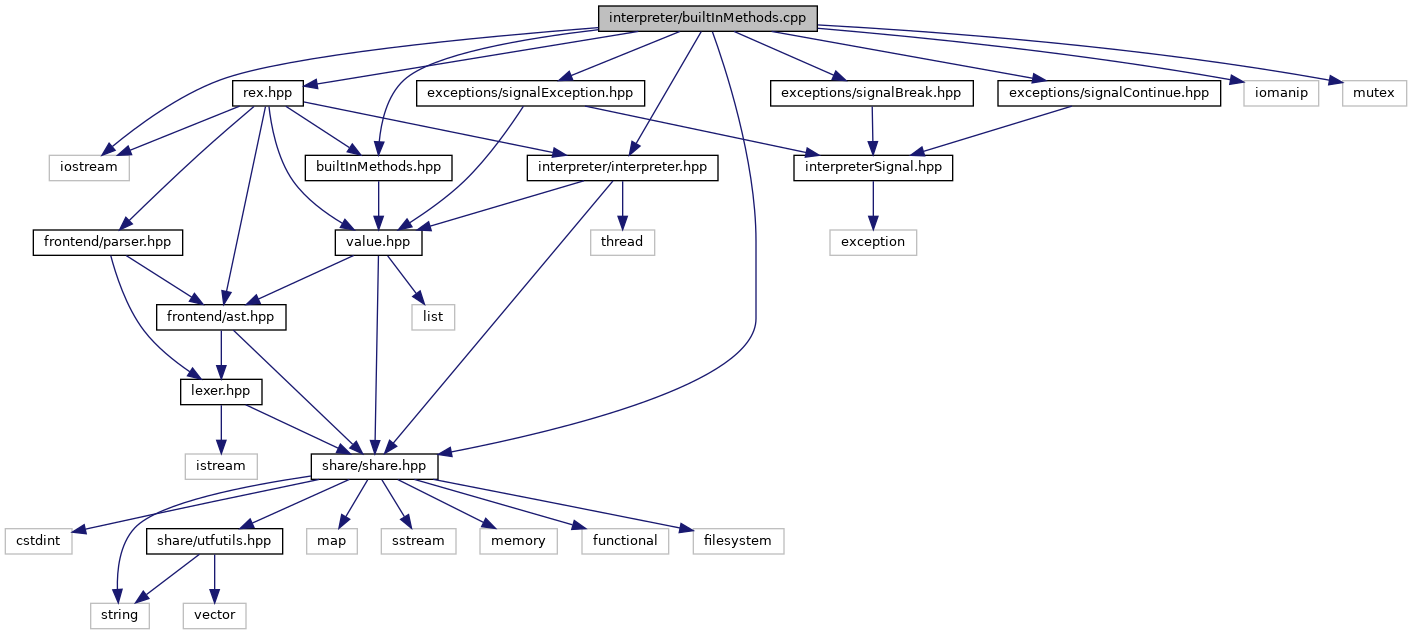 interpreter/builtInMethods.cpp
rex.hpp
exceptions/signalException.hpp
exceptions/signalBreak.hpp
exceptions/signalContinue.hpp
iomanip
mutex
iostream
builtInMethods.hpp
interpreter/interpreter.hpp
interpreterSignal.hpp
frontend/parser.hpp
value.hpp
thread
exception
frontend/ast.hpp
list
lexer.hpp
istream
share/share.hpp
cstdint
share/utfutils.hpp
map
sstream
memory
functional
filesystem
string
vector